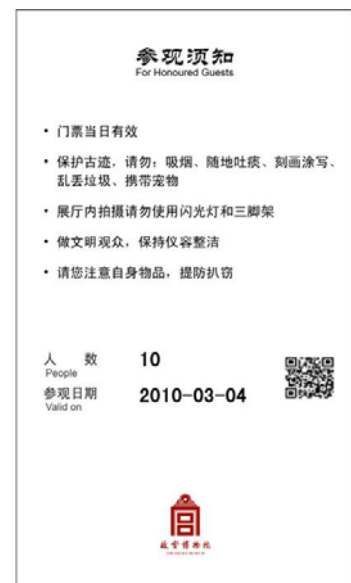 参观须知
For Honoured Guests
• 门票当日有效
• 保护古迹，请勿：吸烟、随地吐痰、刻画涂写、
乱丢垃圾、携带宠物
• 展厅内拍摄请勿使用闪光灯和三脚架
• 做文明观众，保持仪容整洁
• 请您注意自身物品，提防扒窃
人 数 10
People
参观日期 2010-03-04
Valid on
故宫博物院